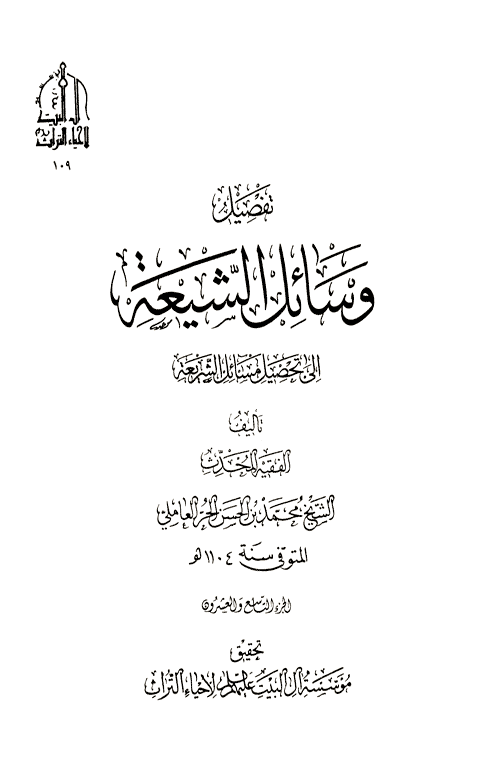 آل البيت
لإحياء التراث
١٠٩
تفصيل
وسائل الشيعة
إلى تحصيل مسائل الشريعة
تأليف
الفقيه المحدث
الشيخ محمد بن الحسن الحر العاملي
المتوفى سنة ١١٠٤ هـ
الجزء التاسع والعشرون
تحقيق
مؤسسة آل البيت عليهم السلام لإحياء التراث